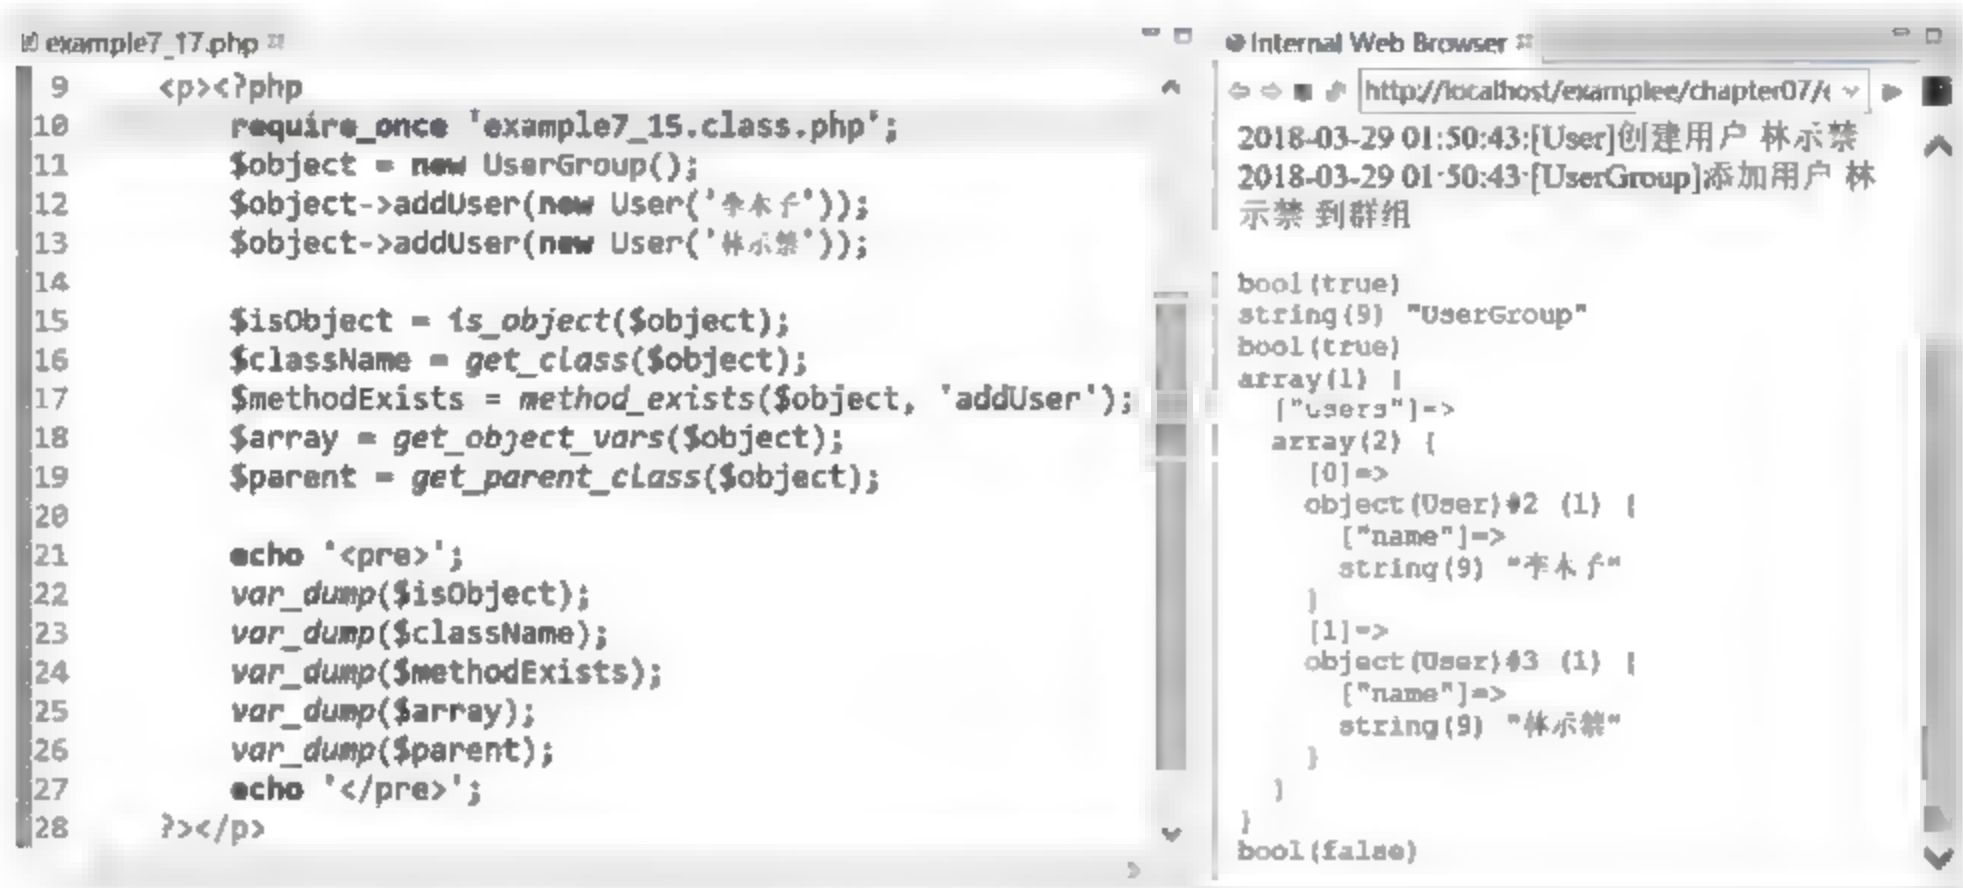 example7_17.php
9 <p><?php
10 require_once 'example7_15.class.php';
11 $object = new UserGroup();
12 $object->addUser(new User('李木子'));
13 $object->addUser(new User('林示禁'));
14
15 $isObject = is_object($object);
16 $className = get_class($object);
17 $methodExists = method_exists($object, 'addUser');
18 $array = get_object_vars($object);
19 $parent = get_parent_class($object);
20
21 echo '<pre>';
22 var_dump($isObject);
23 var_dump($className);
24 var_dump($methodExists);
25 var_dump($array);
26 var_dump($parent);
27 echo '</pre>';
28 ?></p>
Internal Web Browser
http://localhost/examplee/chapter07/
2018-03-29 01:50:43:[User]创建用户 林示禁
2018-03-29 01:50:43:[UserGroup]添加用户 林
示禁 到群组
bool(true)
string(9) "UserGroup"
bool(true)
array(1) {
["users"]=>
array(2) {
[0]=>
object(User)#2 (1) {
["name"]=>
string(9) "李木子"
}
[1]=>
object(User)#3 (1) {
["name"]=>
string(9) "林示禁"
}
}
}
bool(false)